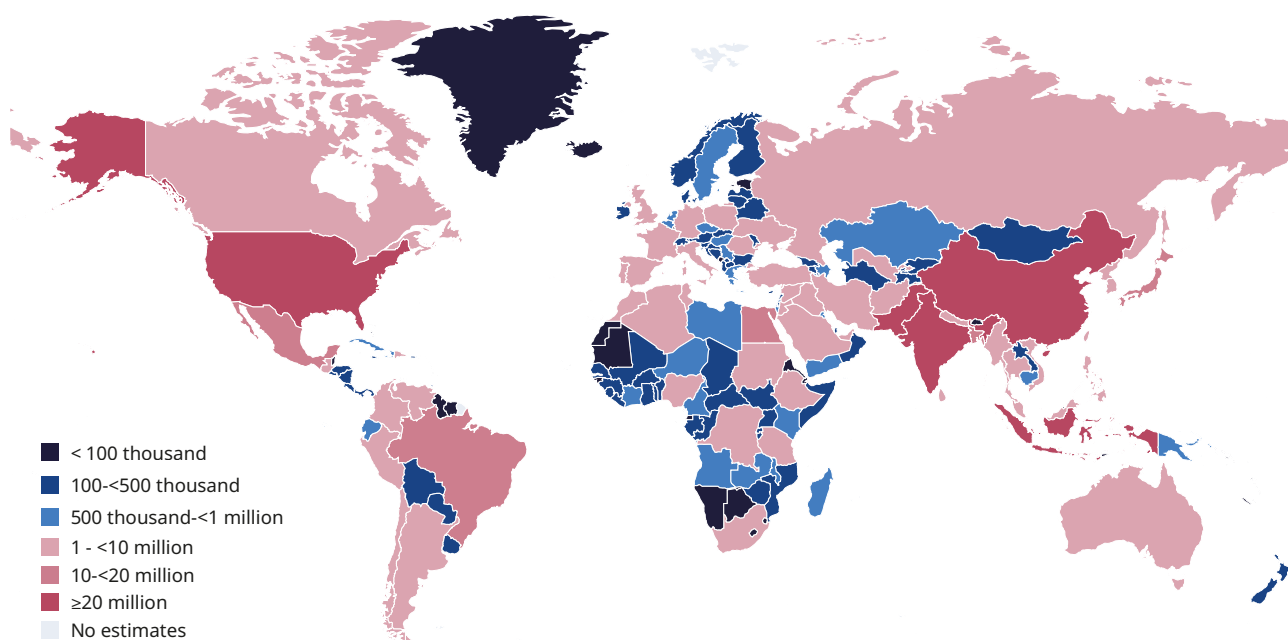 < 100 thousand
100-<500 thousand
500 thousand-<1 million
1 - <10 million
10-<20 million
≥20 million
No estimates